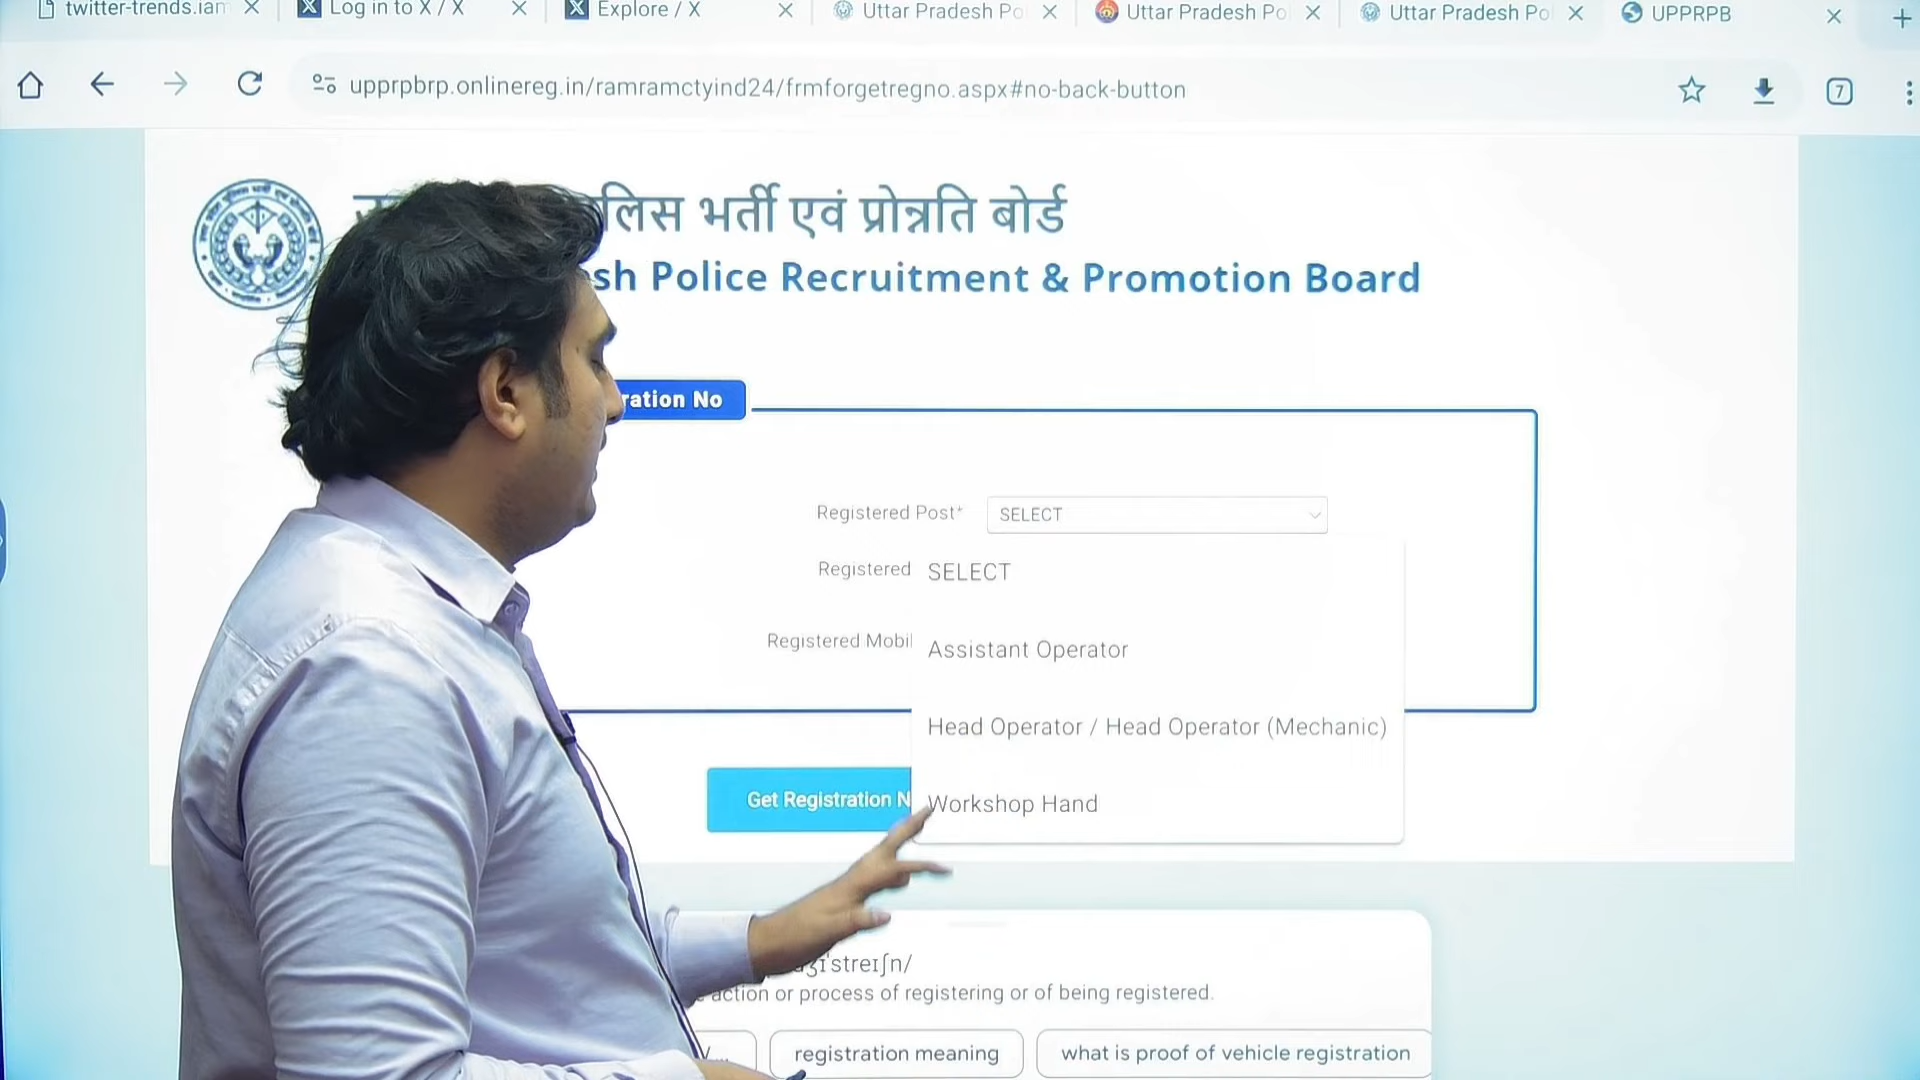 twitter-trends.iam
Log in to X / X
Explore / X
Uttar Pradesh Po
Uttar Pradesh Po
Uttar Pradesh Po
UPPRPB
upprpbrp.onlinereg.in/ramramctyind24/frmforgetregno.aspx#no-back-button
7
लिस भर्ती एवं प्रोन्नति बोर्ड
sh Police Recruitment & Promotion Board
ration No
Registered Post* SELECT
Registered SELECT
Assistant Operator
Registered Mobil
Head Operator / Head Operator (Mechanic)
Get Registration N Workshop Hand
ʒɪˈstreɪʃn/
action or process of registering or of being registered.
registration meaning
what is proof of vehicle registration